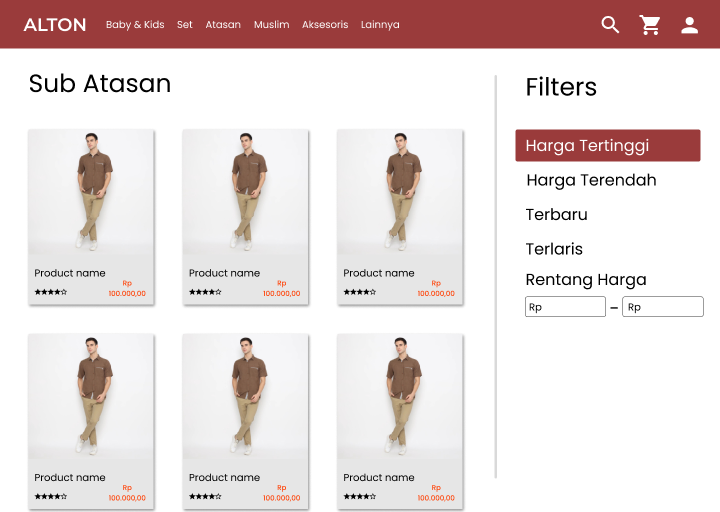 ALTON
Baby & Kids Set Atasan Muslim Aksesoris Lainnya
Sub Atasan
Product name
Rp
100.000,00
Product name
Rp
100.000,00
Product name
Rp
100.000,00
Product name
Rp
100.000,00
Product name
Rp
100.000,00
Product name
Rp
100.000,00
Filters
Harga Tertinggi
Harga Terendah
Terbaru
Terlaris
Rentang Harga
Rp – Rp